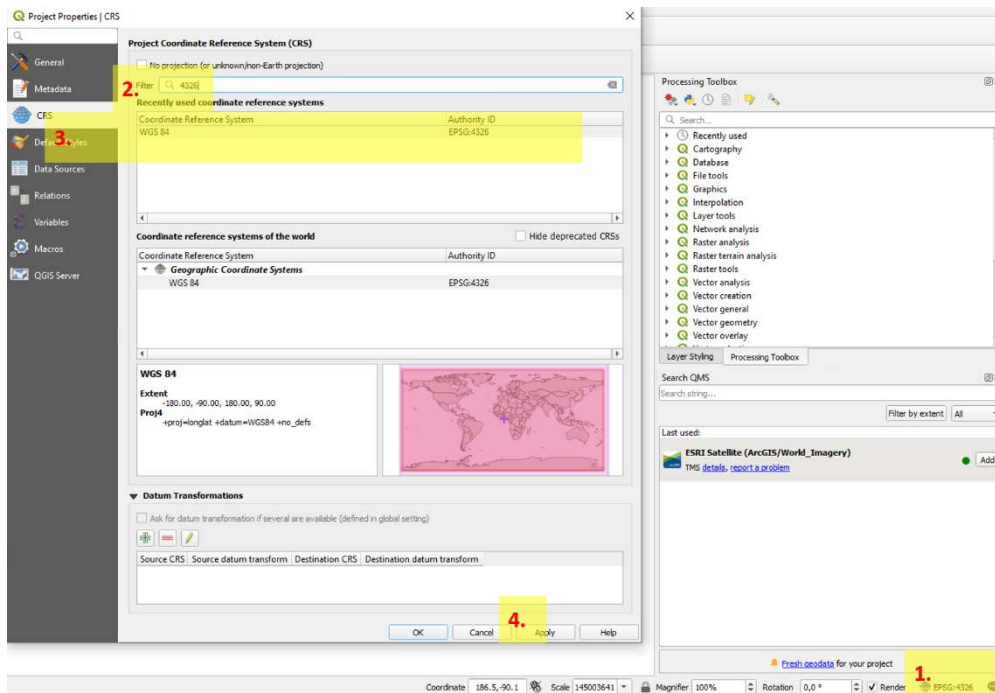 Project Properties | CRS
General
Metadata
CRS
Data Sources
Relations
Variables
Macros
QGIS Server
Project Coordinate Reference System (CRS)
No projection (or unknown/non-Earth projection)
2.
Filter 4326
Recently used coordinate reference systems
Coordinate Reference System Authority ID
WGS 84 EPSG:4326
3.
Coordinate reference systems of the world Hide deprecated CRSs
Coordinate Reference System Authority ID
Geographic Coordinate Systems
WGS 84 EPSG:4326
WGS 84
Extent
-180.00, -90.00, 180.00, 90.00
Proj4
+proj=longlat +datum=WGS84 +no_defs
Datum Transformations
Ask for datum transformation if several are available (defined in global setting)
Source CRS Source datum transform Destination CRS Destination datum transform
4.
OK Cancel Apply Help
Processing Toolbox
Search...
Recently used
Cartography
Database
File tools
Graphics
Interpolation
Layer tools
Network analysis
Raster analysis
Raster terrain analysis
Raster tools
Vector analysis
Vector creation
Vector general
Vector geometry
Vector overlay
Layer Styling Processing Toolbox
Search QMS
Search string...
Filter by extent All
Last used:
ESRI Satellite (ArcGIS/World_Imagery)
TMS details, report a problem
Add
Fresh geodata for your project
1.
Coordinate 186.5,-90.1 Scale 145003641 Magnifier 100% Rotation 0,0 ° Render EPSG:4326